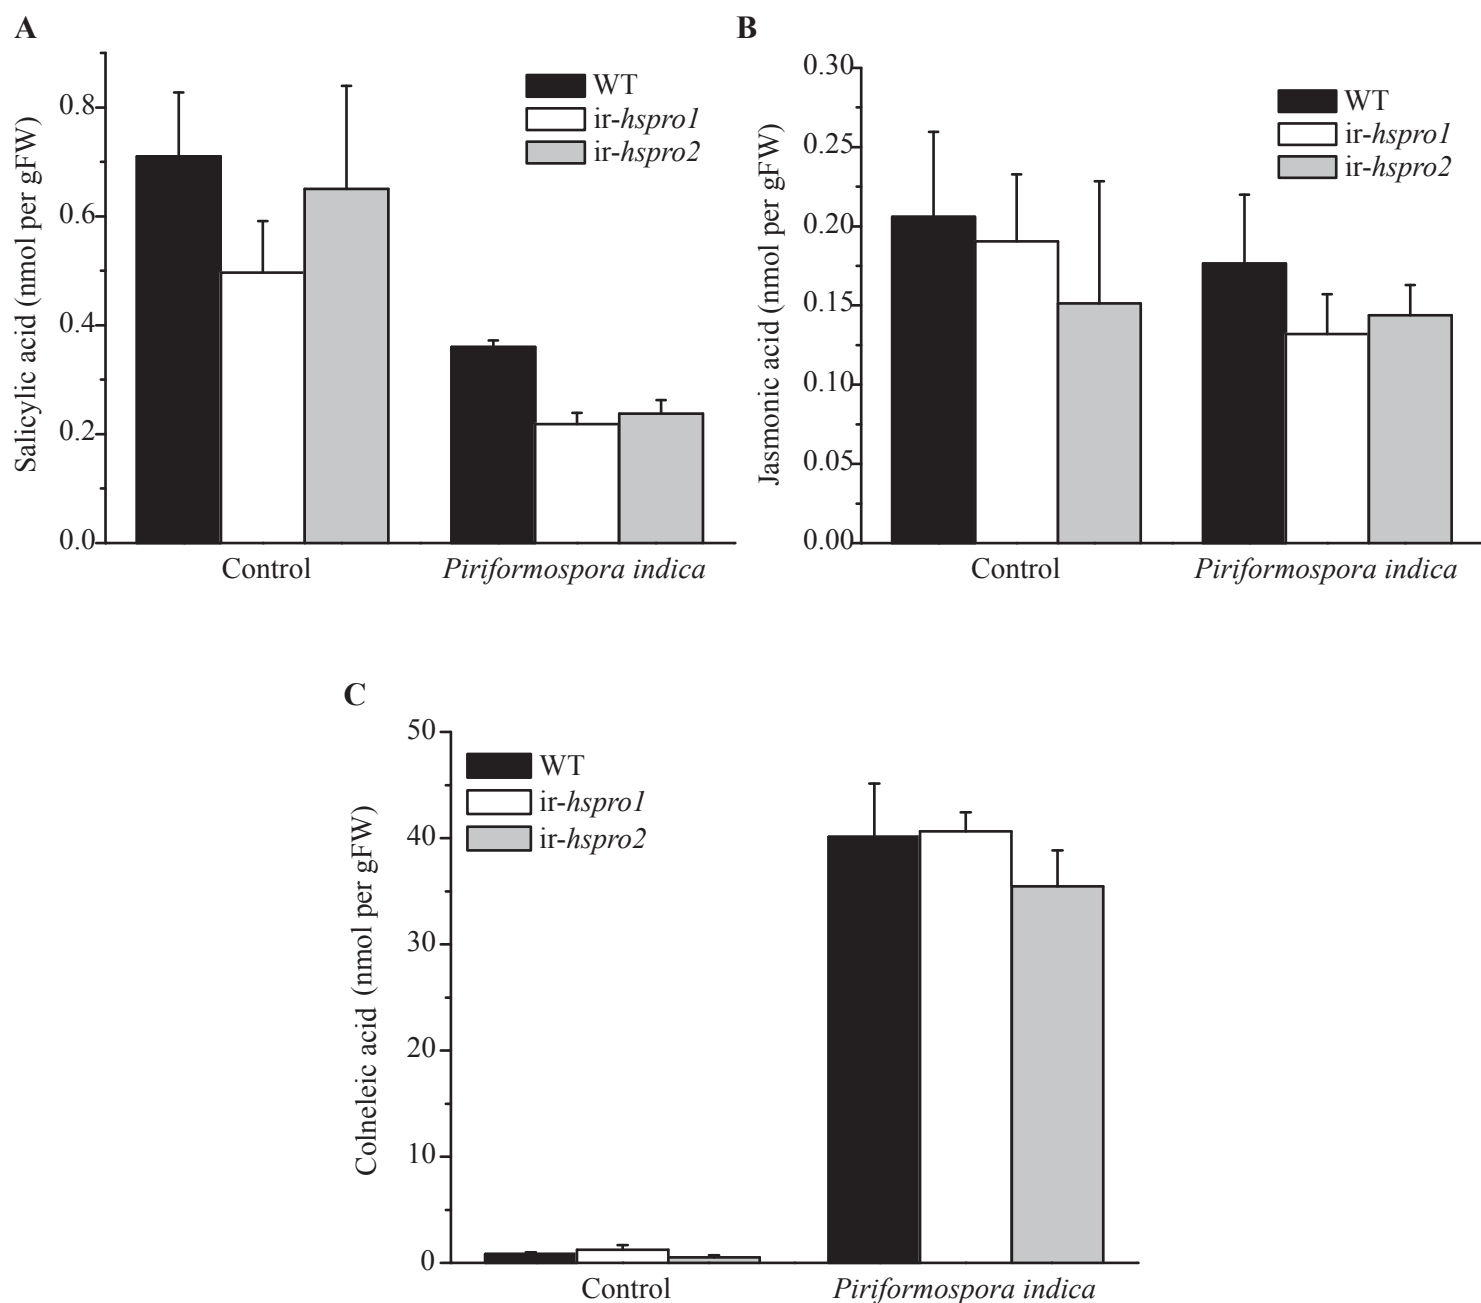 A
Salicylic acid (nmol per gFW)
0.8
0.6
0.4
0.2
0.0
WT
ir-hspro1
ir-hspro2
Control
Piriformospora indica
B
Jasmonic acid (nmol per gFW)
0.30
0.25
0.20
0.15
0.10
0.05
0.00
WT
ir-hspro1
ir-hspro2
Control
Piriformospora indica
C
Colneleic acid (nmol per gFW)
50
40
30
20
10
0
WT
ir-hspro1
ir-hspro2
Control
Piriformospora indica